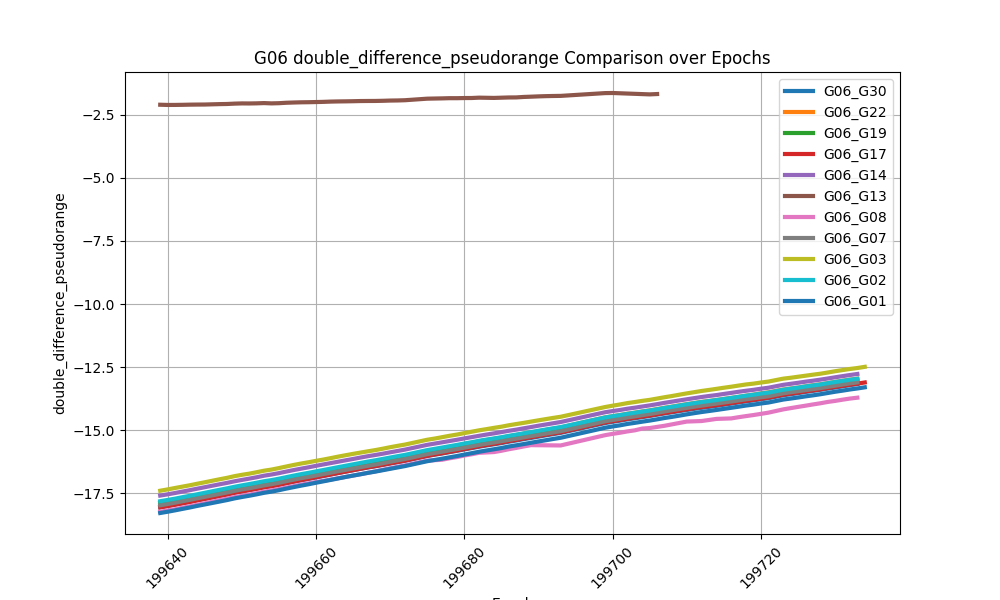 G06 double_difference_pseudorange Comparison over Epochs
double_difference_pseudorange
−2.5
−5.0
−7.5
−10.0
−12.5
−15.0
−17.5
199640
199660
199680
199700
199720
G06_G30
G06_G22
G06_G19
G06_G17
G06_G14
G06_G13
G06_G08
G06_G07
G06_G03
G06_G02
G06_G01